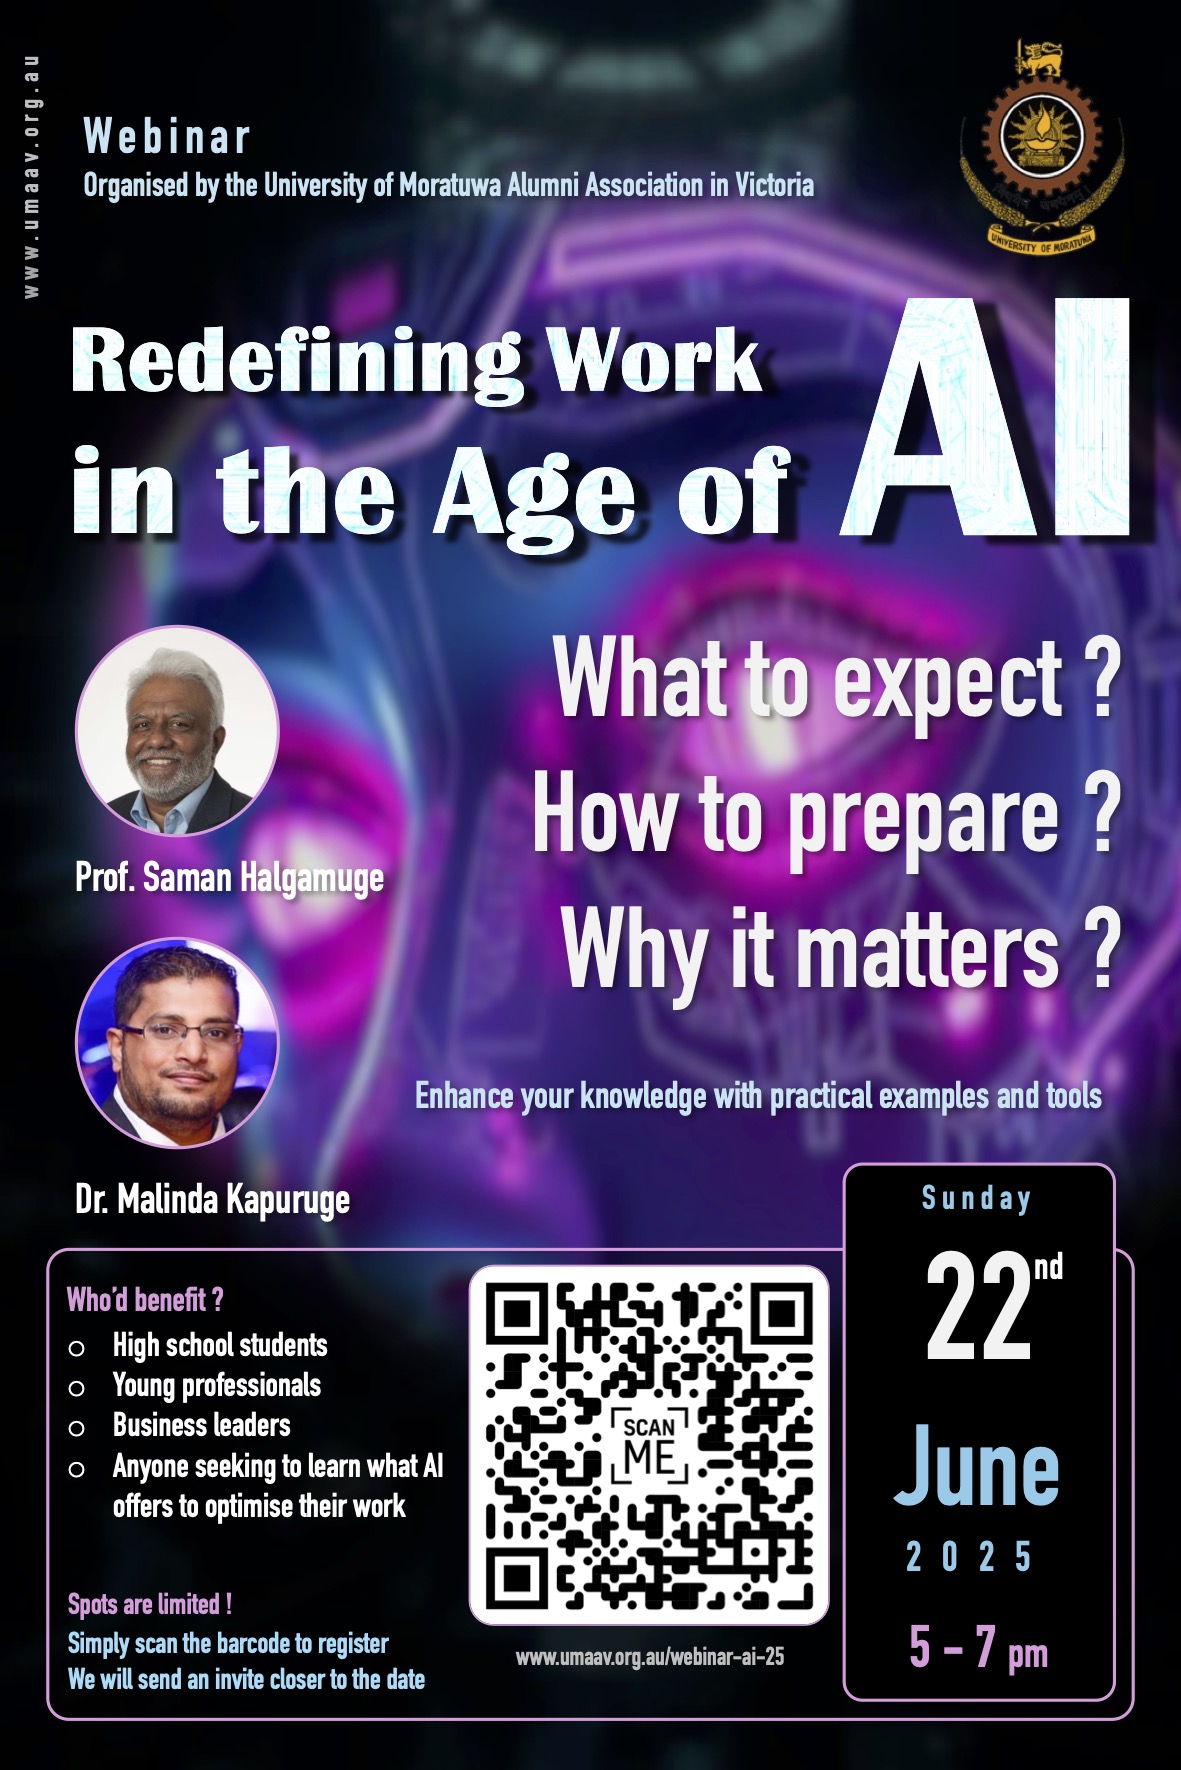 www.umaav.org.au
Webinar
Organised by the University of Moratuwa Alumni Association in Victoria
UNIVERSITY OF MORATUWA
Redefining Work
in the Age of AI
What to expect ?
How to prepare ?
Why it matters ?
Prof. Saman Halgamuge
Dr. Malinda Kapuruge
Enhance your knowledge with practical examples and tools
Who'd benefit ?
High school students
Young professionals
Business leaders
Anyone seeking to learn what AI
offers to optimise their work
Spots are limited !
Simply scan the barcode to register
We will send an invite closer to the date
SCAN
ME
www.umaav.org.au/webinar-ai-25
Sunday
22nd
June
2025
5 – 7 pm